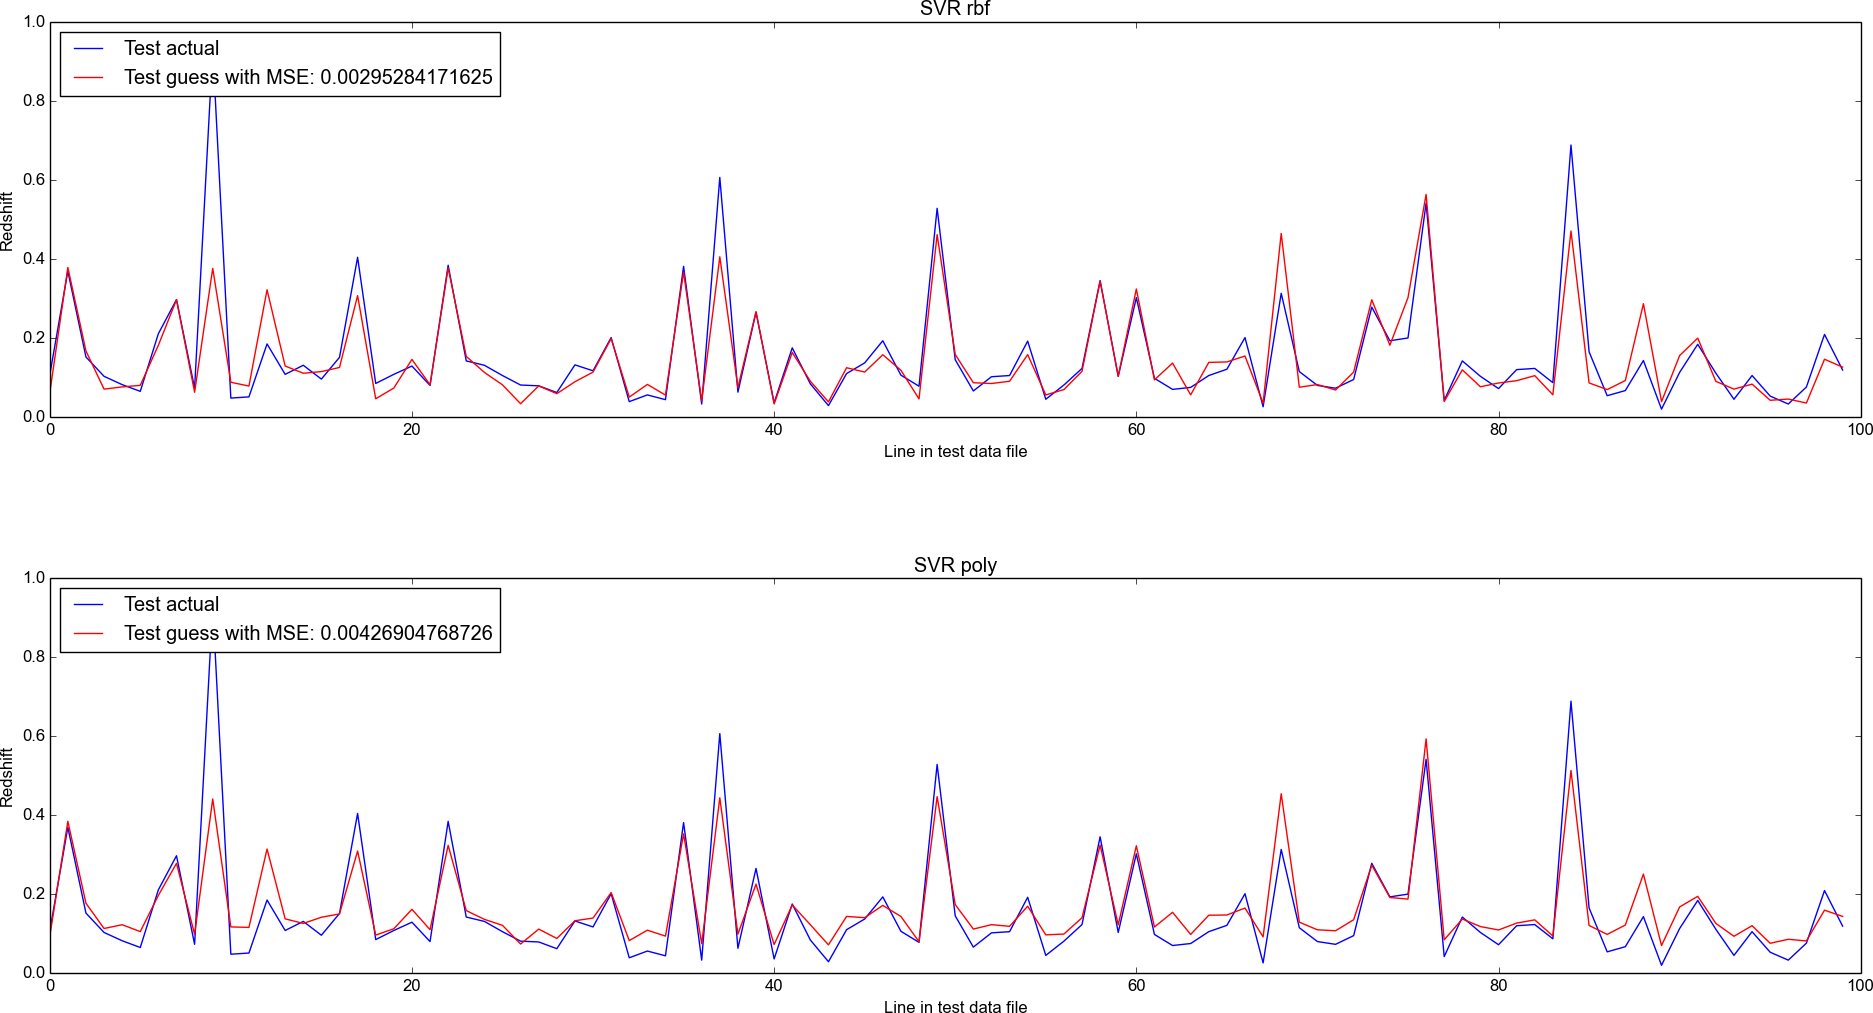 SVR rbf
1.0
Test actual
Test guess with MSE: 0.00295284171625
0.8
0.6
Redshift
0.4
0.2
0.0
0 20 40 60 80 100
Line in test data file
SVR poly
1.0
Test actual
Test guess with MSE: 0.00426904768726
0.8
0.6
Redshift
0.4
0.2
0.0
0 20 40 60 80 100
Line in test data file